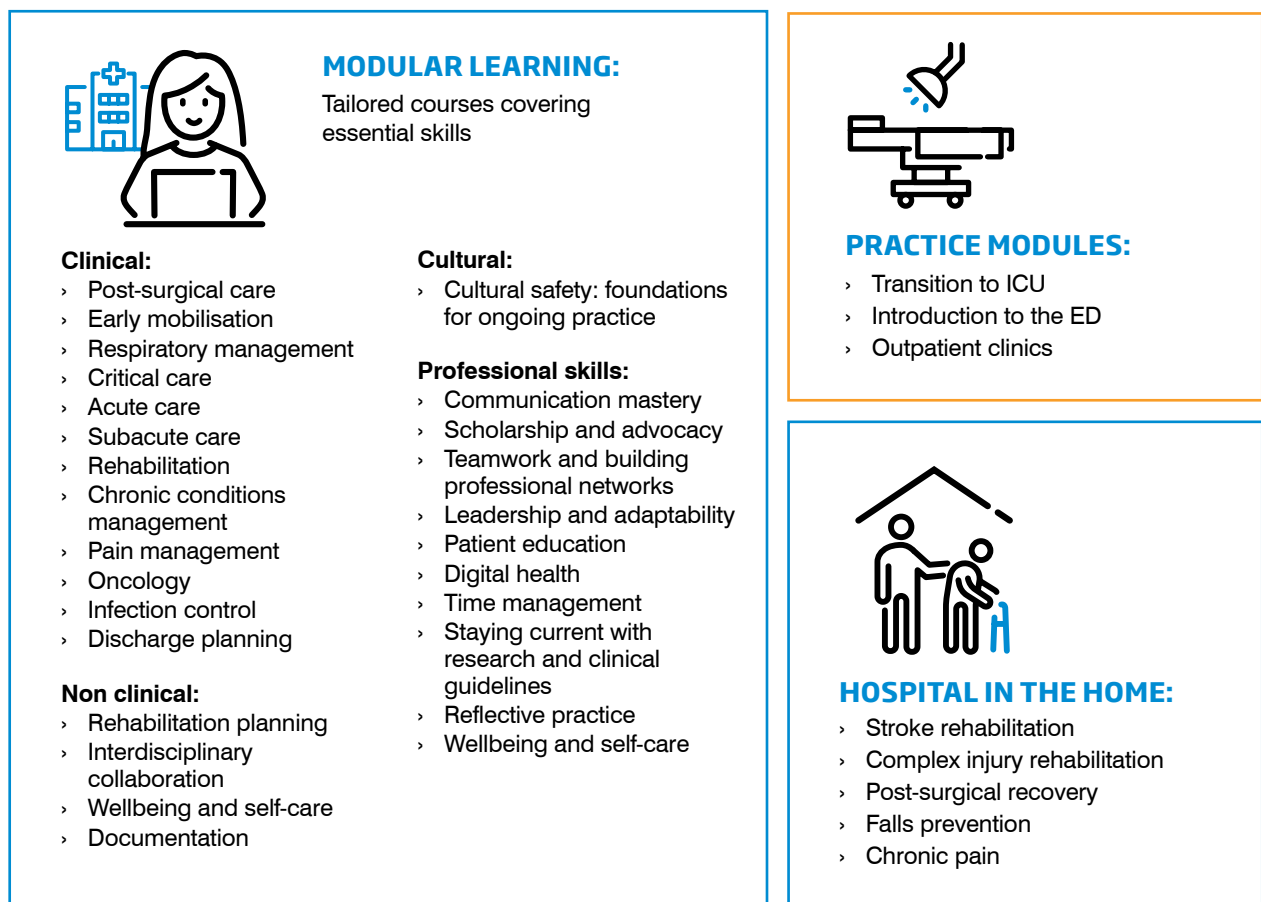 MODULAR LEARNING:
Tailored courses covering
essential skills
Clinical:
› Post-surgical care
› Early mobilisation
› Respiratory management
› Critical care
› Acute care
› Subacute care
› Rehabilitation
› Chronic conditions
management
› Pain management
› Oncology
› Infection control
› Discharge planning
Non clinical:
› Rehabilitation planning
› Interdisciplinary
collaboration
› Wellbeing and self-care
› Documentation
Cultural:
› Cultural safety: foundations
for ongoing practice
Professional skills:
› Communication mastery
› Scholarship and advocacy
› Teamwork and building
professional networks
› Leadership and adaptability
› Patient education
› Digital health
› Time management
› Staying current with
research and clinical
guidelines
› Reflective practice
› Wellbeing and self-care
PRACTICE MODULES:
› Transition to ICU
› Introduction to the ED
› Outpatient clinics
HOSPITAL IN THE HOME:
› Stroke rehabilitation
› Complex injury rehabilitation
› Post-surgical recovery
› Falls prevention
› Chronic pain